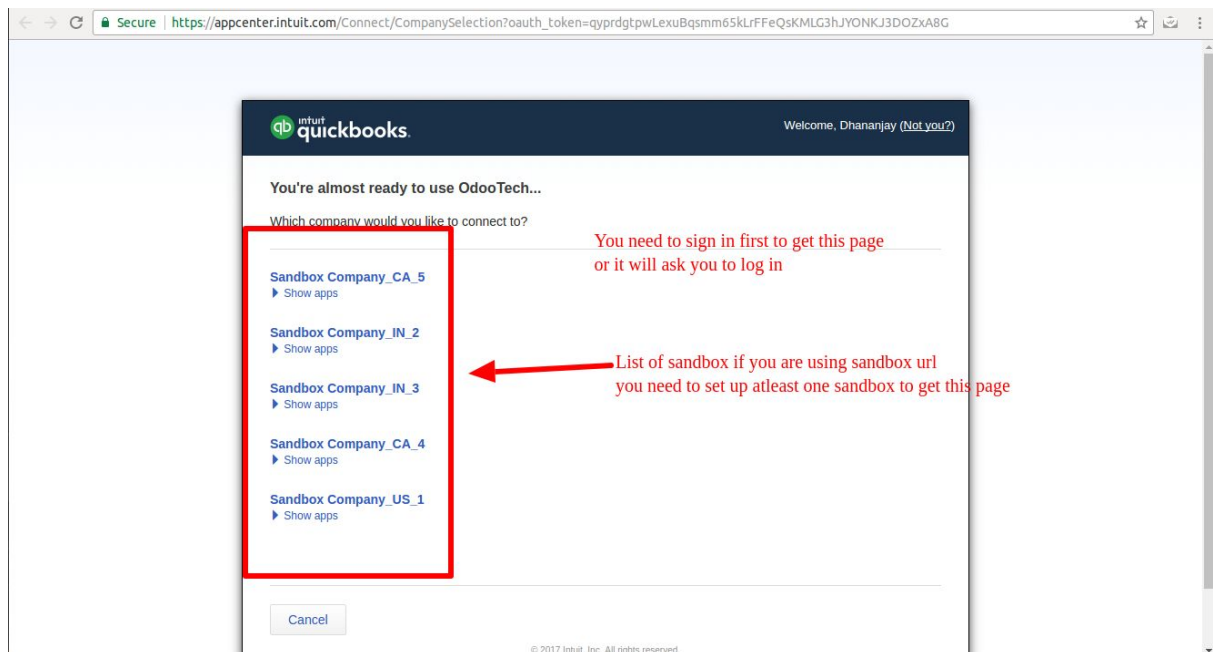 Secure https://appcenter.intuit.com/Connect/CompanySelection?oauth_token=qyprdgtpwLexuBqsmm65kLrFFeQsKMLG3hJYONKJ3DOZxA8G
qb intuit quickbooks.
Welcome, Dhananjay (Not you?)
You're almost ready to use OdooTech...
Which company would you like to connect to?
You need to sign in first to get this page
or it will ask you to log in
Sandbox Company_CA_5
Show apps
Sandbox Company_IN_2
Show apps
List of sandbox if you are using sandbox url
you need to set up atleast one sandbox to get this page
Sandbox Company_IN_3
Show apps
Sandbox Company_CA_4
Show apps
Sandbox Company_US_1
Show apps
Cancel
© 2017 Intuit, Inc. All rights reserved